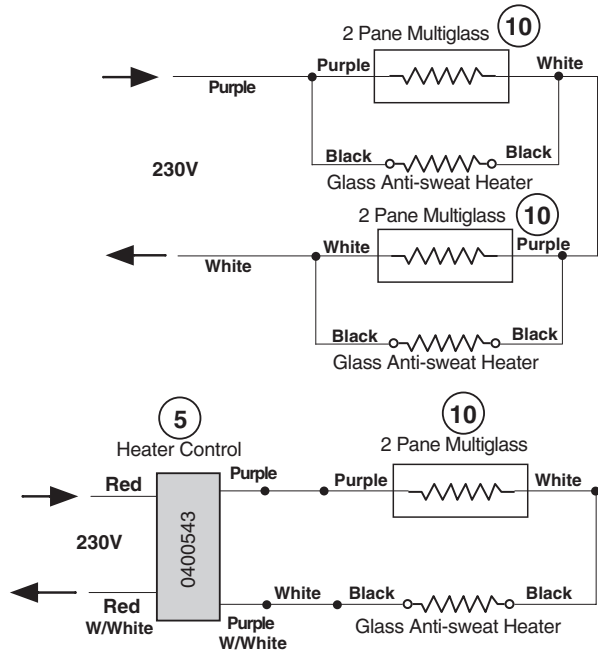 2 Pane Multiglass 10
Purple White
Purple
Black Black
230V
Glass Anti-sweat Heater
2 Pane Multiglass 10
White Purple
White
Black Black
Glass Anti-sweat Heater
5 10
Heater Control 2 Pane Multiglass
Red Purple Purple White
230V
0400543
White Black Black
Red Purple
W/White W/White
Glass Anti-sweat Heater